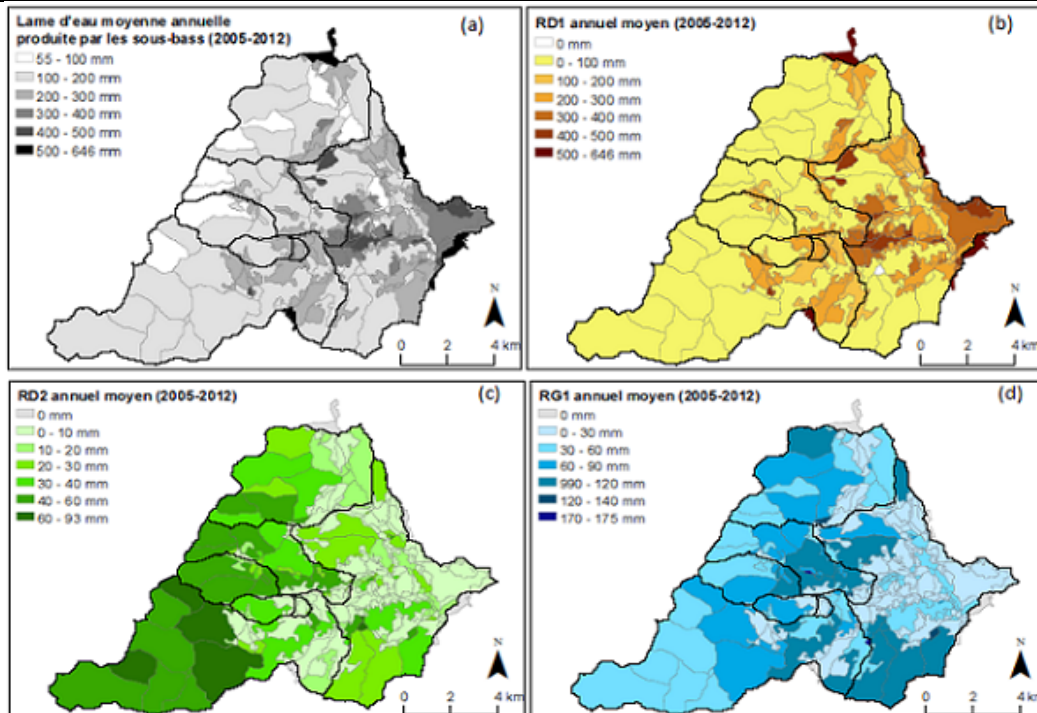 Lame d'eau moyenne annuelle
produite par les sous-bass (2005-2012)
(a)
55 - 100 mm
100 - 200 mm
200 - 300 mm
300 - 400 mm
400 - 500 mm
500 - 646 mm
N
0 2 4 km
RD1 annuel moyen (2005-2012)
(b)
0 mm
0 - 100 mm
100 - 200 mm
200 - 300 mm
300 - 400 mm
400 - 500 mm
500 - 646 mm
N
0 2 4 km
RD2 annuel moyen (2005-2012)
(c)
0 mm
0 - 10 mm
10 - 20 mm
20 - 30 mm
30 - 40 mm
40 - 60 mm
60 - 93 mm
N
0 2 4 km
RG1 annuel moyen (2005-2012)
(d)
0 mm
0 - 30 mm
30 - 60 mm
60 - 90 mm
990 - 120 mm
120 - 140 mm
170 - 175 mm
N
0 2 4 km